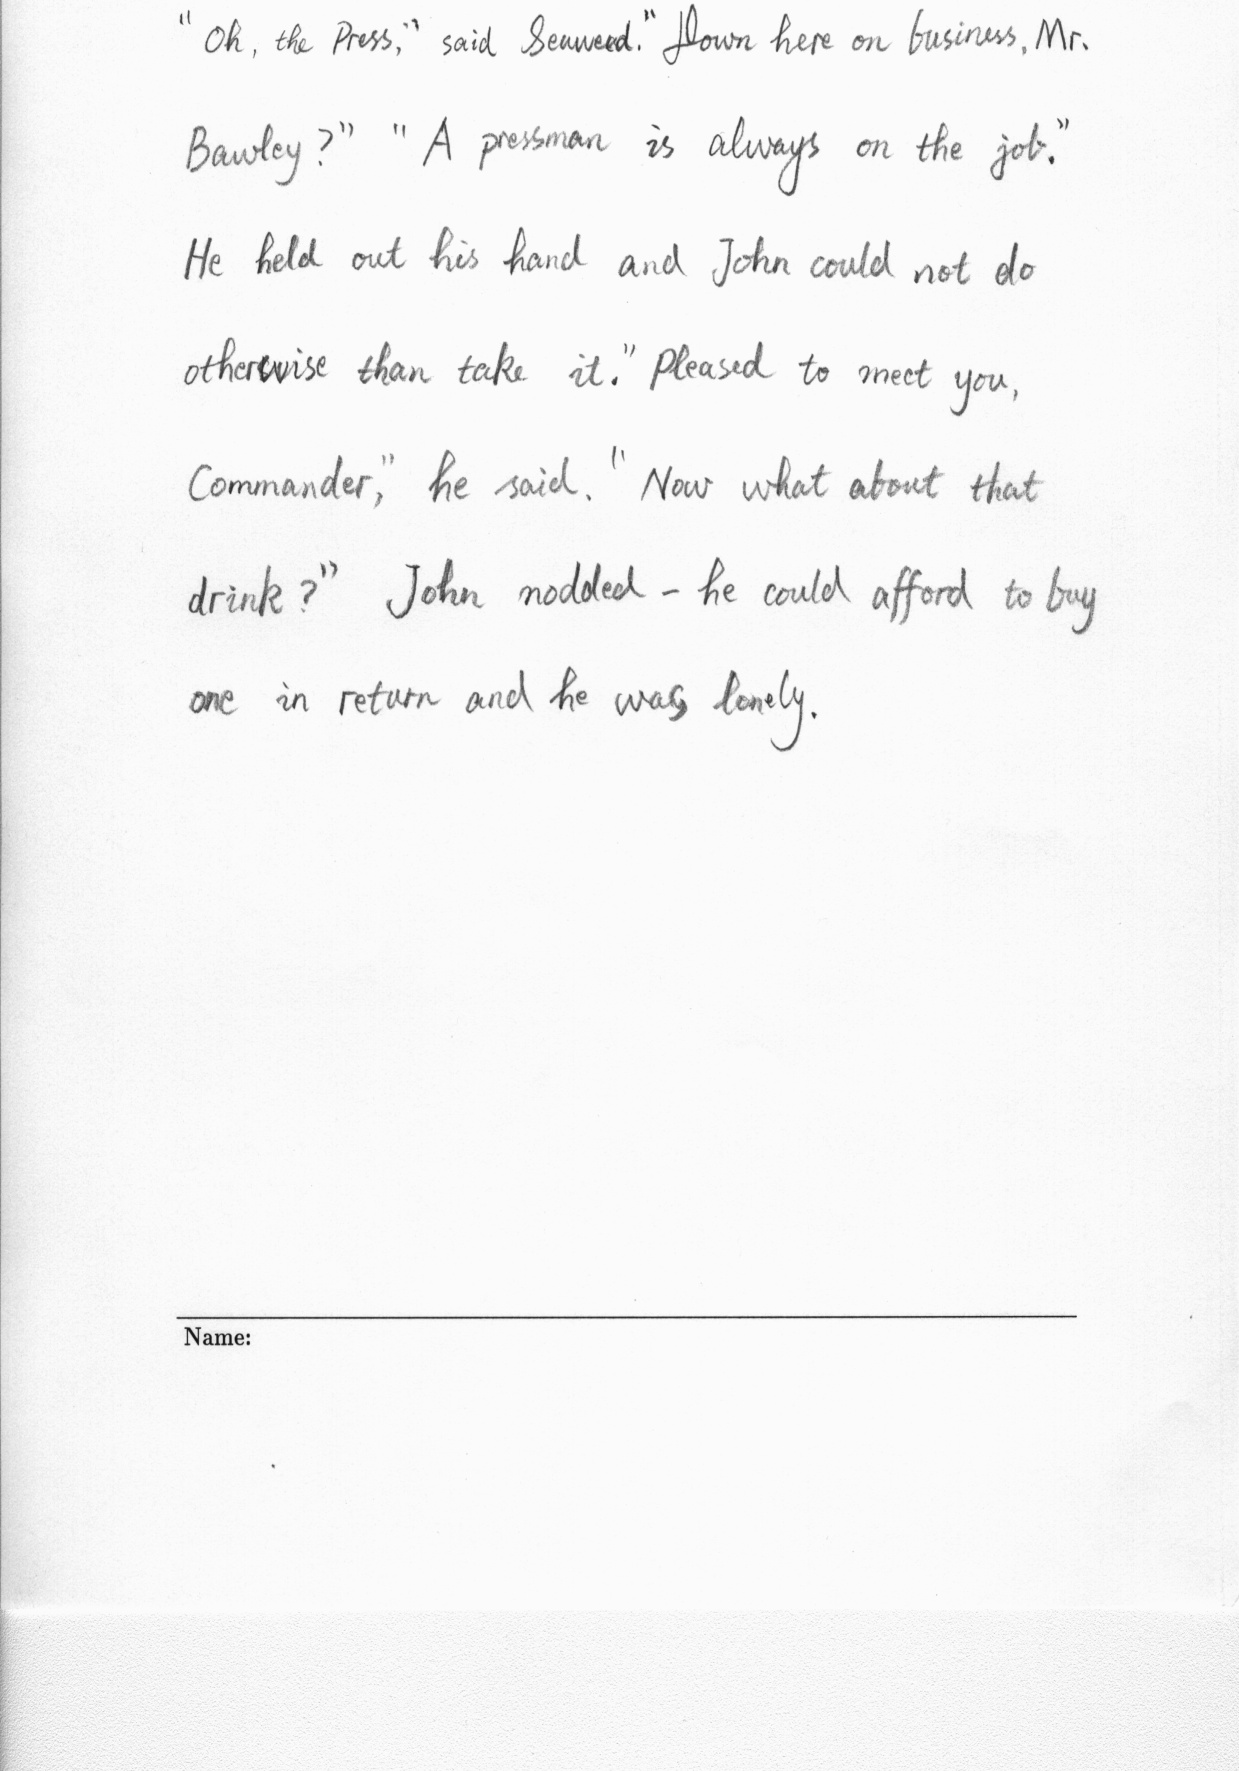 "Oh, the Press," said Seaweed." Down here on business, Mr.
Bawley?" "A pressman is always on the job."
He held out his hand and John could not do
otherwise than take it." Pleased to meet you,
Commander," he said. "Now what about that
drink?" John nodded - he could afford to buy
one in return and he was lonely.
Name: